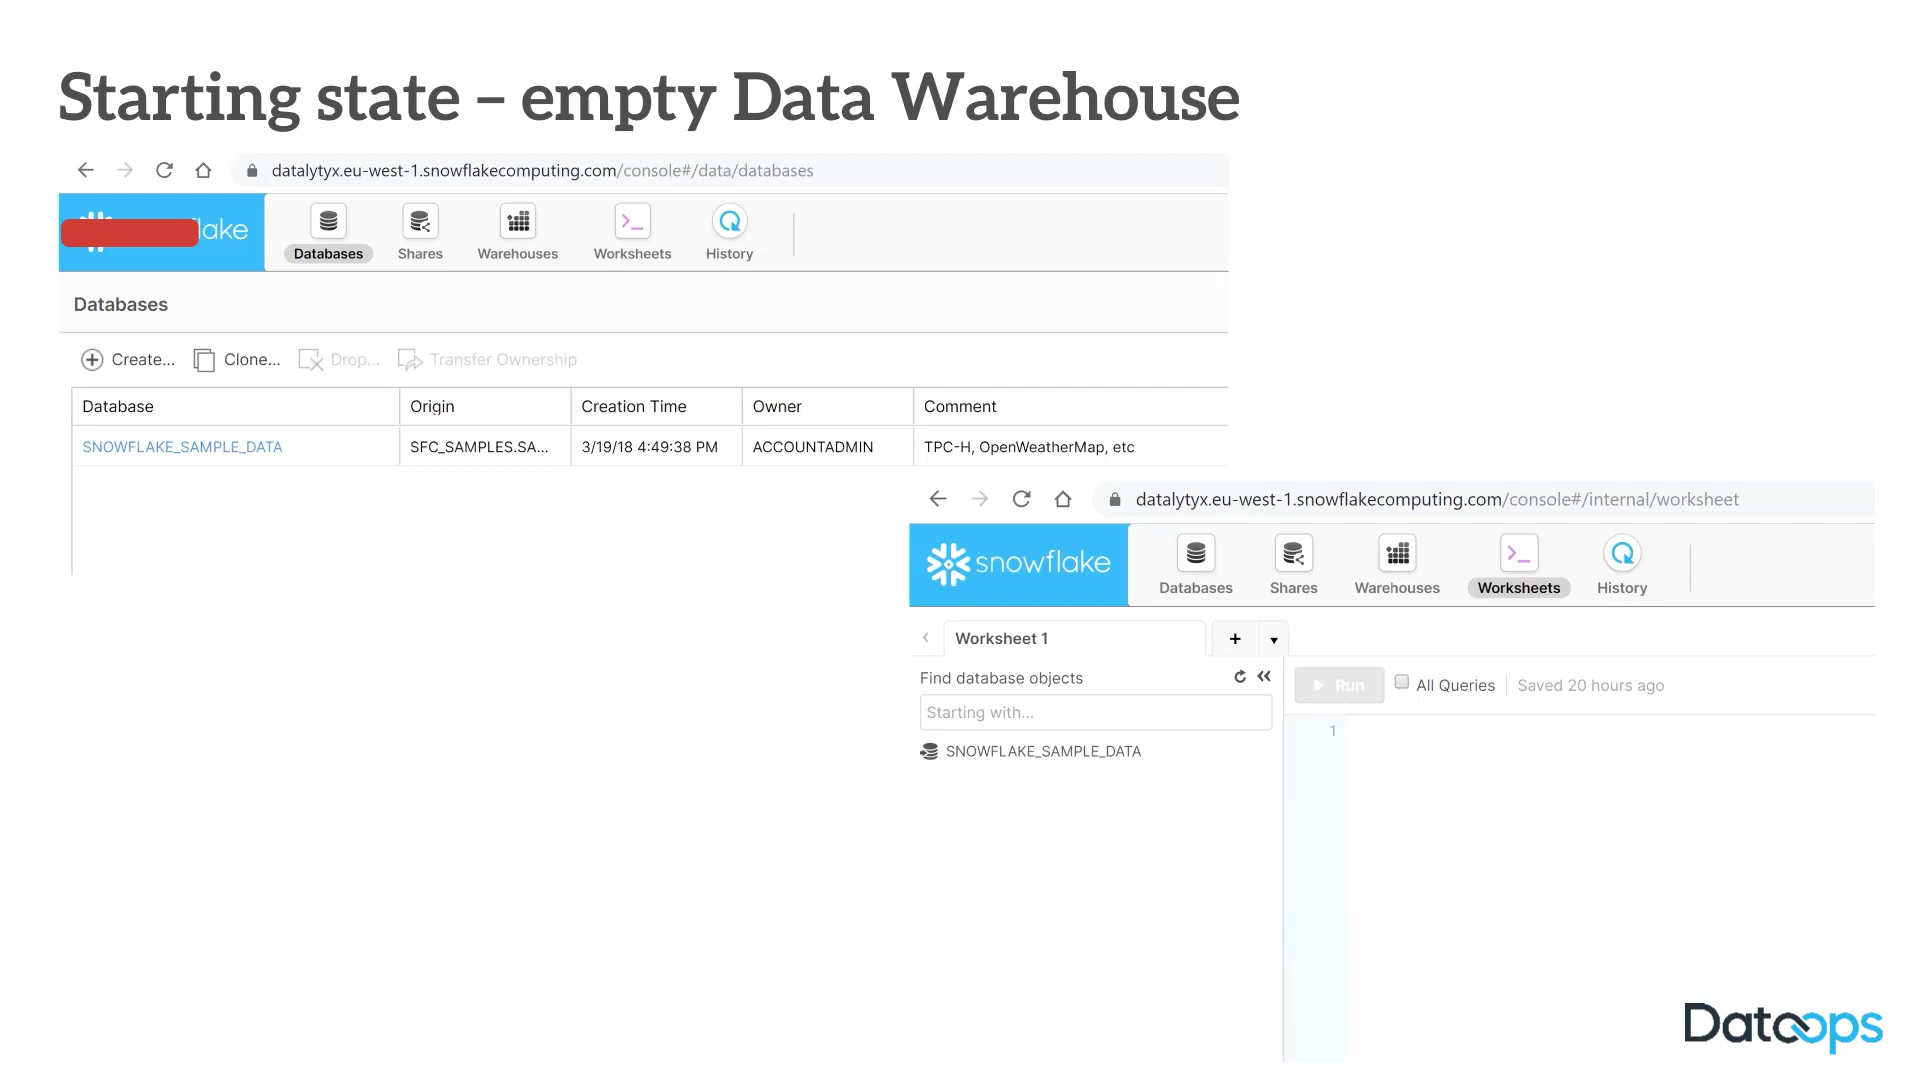 Starting state – empty Data Warehouse
datalytyx.eu-west-1.snowflakecomputing.com/console#/data/databases
lake
Databases Shares Warehouses Worksheets History
Databases
Create... Clone... Drop... Transfer Ownership
Database Origin Creation Time Owner Comment
SNOWFLAKE_SAMPLE_DATA SFC_SAMPLES.SA... 3/19/18 4:49:38 PM ACCOUNTADMIN TPC-H, OpenWeatherMap, etc
datalytyx.eu-west-1.snowflakecomputing.com/console#/internal/worksheet
snowflake
Databases Shares Warehouses Worksheets History
Worksheet 1
Find database objects
Run All Queries Saved 20 hours ago
Starting with...
1
SNOWFLAKE_SAMPLE_DATA
Dataops